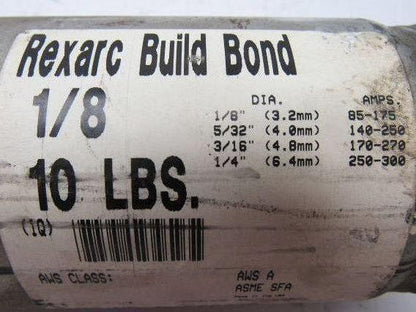 Rexarc Build Bond
1/8
10 LBS.
(IQ)
DIA. AMPS.
1/8" (3.2mm) 85-175
5/32" (4.0mm) 140-250
3/16" (4.8mm) 170-270
1/4" (6.4mm) 250-300
AWS CLASS: AWS A
ASME SFA